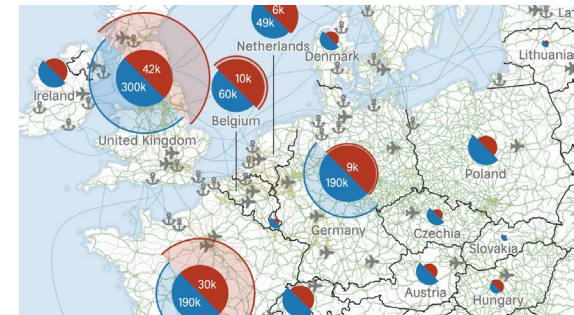 6k
49k
Netherlands
Denmark
Lat
Lithuania
42k
300k
Ireland
10k
60k
Belgium
United Kingdom
9k
190k
Germany
Poland
Czechia
Slovakia
Austria
Hungary
30k
190k